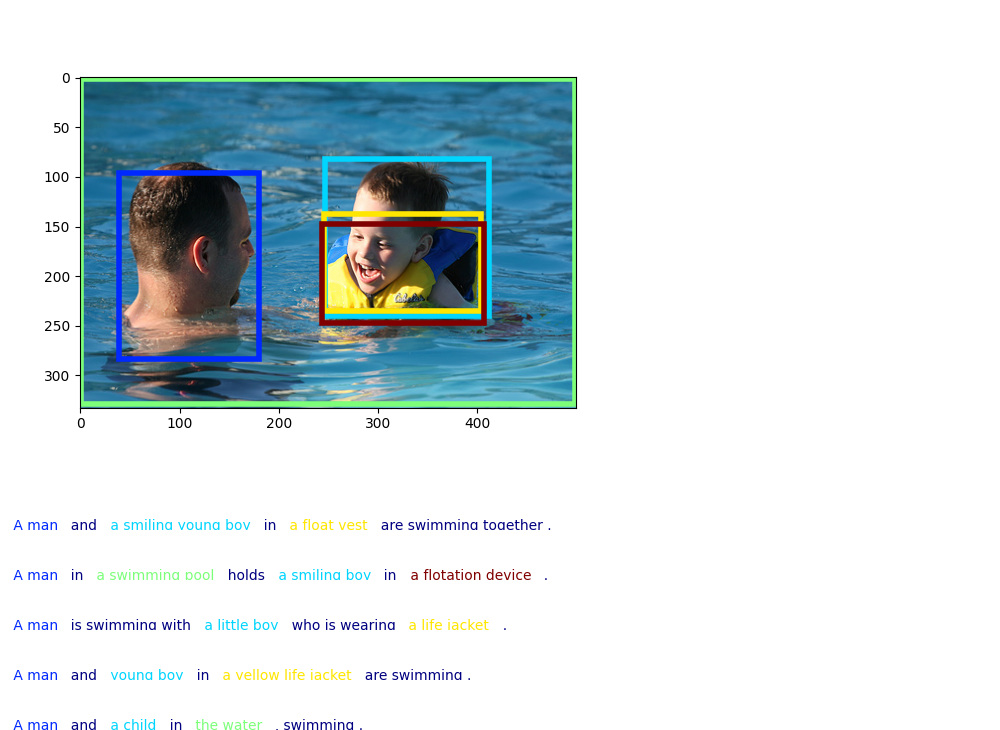 0
50
100
150
200
250
300
0 100 200 300 400
A man and a smiling young boy in a float vest are swimming together .
A man in a swimming pool holds a smiling boy in a flotation device .
A man is swimming with a little boy who is wearing a life jacket .
A man and young boy in a yellow life jacket are swimming .
A man and a child in the water , swimming .